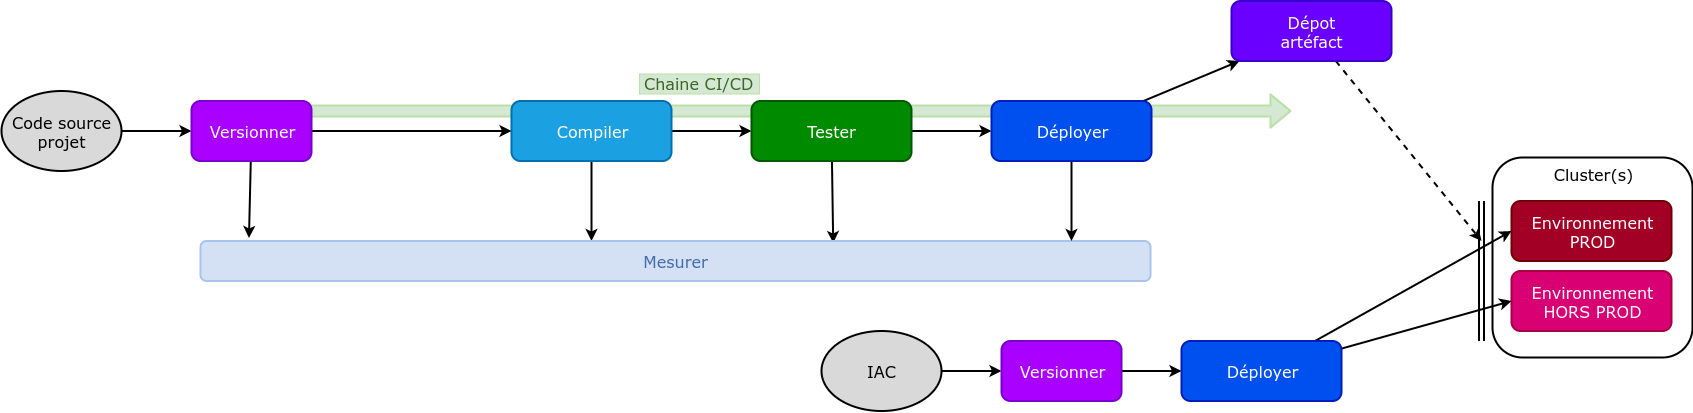 Dépot
artéfact
Chaine CI/CD
Code source
projet
Versionner
Compiler
Tester
Déployer
Cluster(s)
Environnement
PROD
Mesurer
Environnement
HORS PROD
IAC
Versionner
Déployer